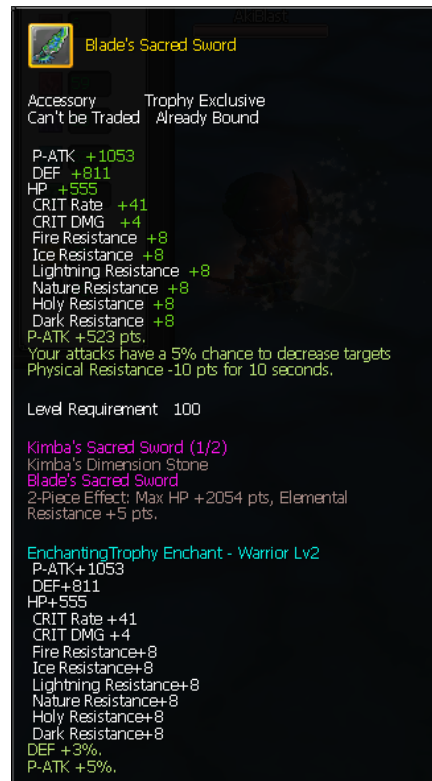 AkiBlast
Blade's Sacred Sword
Accessory Trophy Exclusive
Can't be Traded Already Bound
P-ATK +1053
DEF +811
HP +555
CRIT Rate +41
CRIT DMG +4
Fire Resistance +8
Ice Resistance +8
Lightning Resistance +8
Nature Resistance +8
Holy Resistance +8
Dark Resistance +8
P-ATK +523 pts.
Your attacks have a 5% chance to decrease targets
Physical Resistance -10 pts for 10 seconds.
Level Requirement 100
Kimba's Sacred Sword (1/2)
Kimba's Dimension Stone
Blade's Sacred Sword
2-Piece Effect: Max HP +2054 pts, Elemental
Resistance +5 pts.
EnchantingTrophy Enchant - Warrior Lv2
P-ATK+1053
DEF+811
HP+555
CRIT Rate +41
CRIT DMG +4
Fire Resistance+8
Ice Resistance+8
Lightning Resistance+8
Nature Resistance+8
Holy Resistance+8
Dark Resistance+8
DEF +3%.
P-ATK +5%.